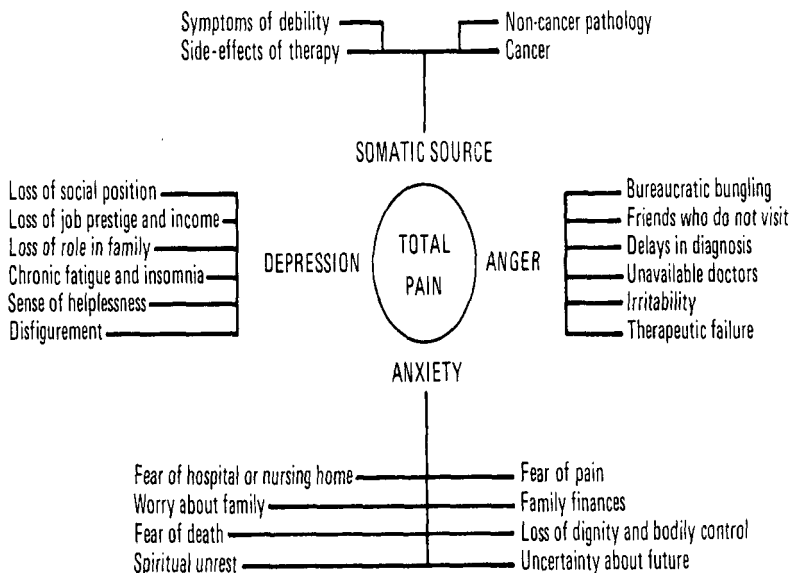 Symptoms of debility
Non-cancer pathology
Side-effects of therapy
Cancer
SOMATIC SOURCE
Loss of social position
Loss of job prestige and income
Loss of role in family
Chronic fatigue and insomnia
Sense of helplessness
Disfigurement
DEPRESSION
TOTAL
PAIN
ANGER
Bureaucratic bungling
Friends who do not visit
Delays in diagnosis
Unavailable doctors
Irritability
Therapeutic failure
ANXIETY
Fear of hospital or nursing home
Fear of pain
Worry about family
Family finances
Fear of death
Loss of dignity and bodily control
Spiritual unrest
Uncertainty about future